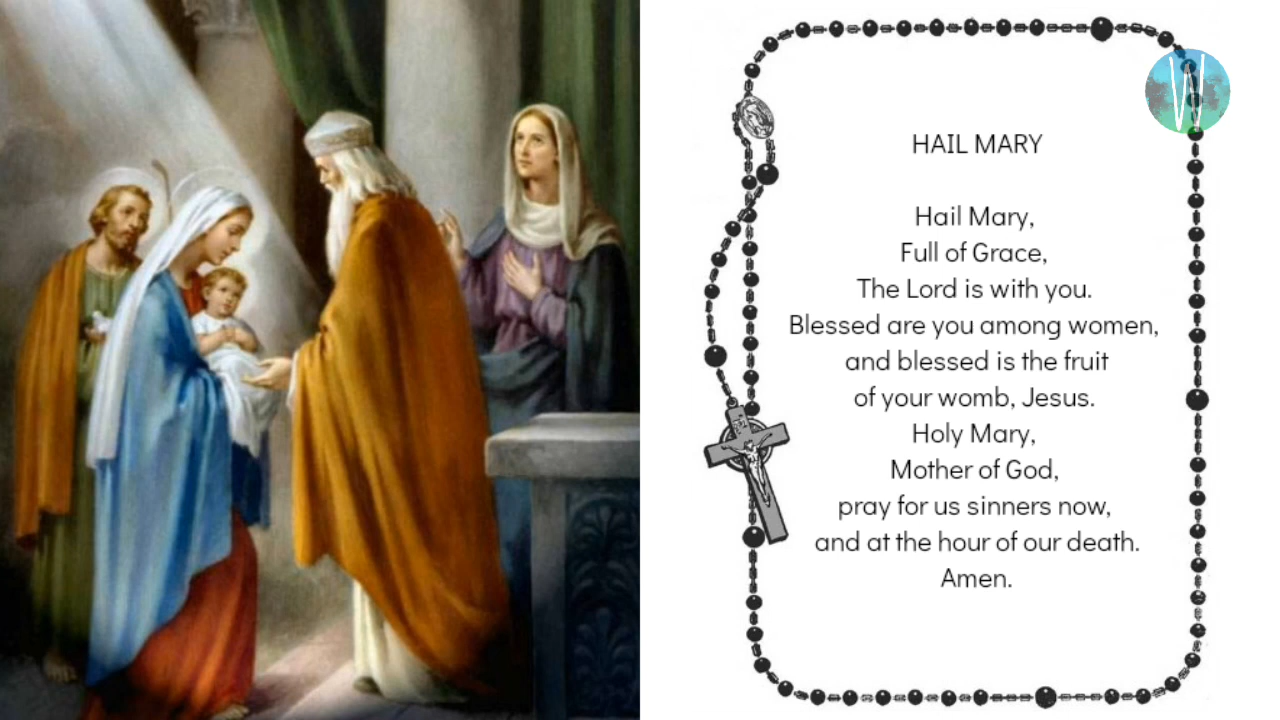 W
HAIL MARY
Hail Mary,
Full of Grace,
The Lord is with you.
Blessed are you among women,
and blessed is the fruit
of your womb, Jesus.
Holy Mary,
Mother of God,
pray for us sinners now,
and at the hour of our death.
Amen.